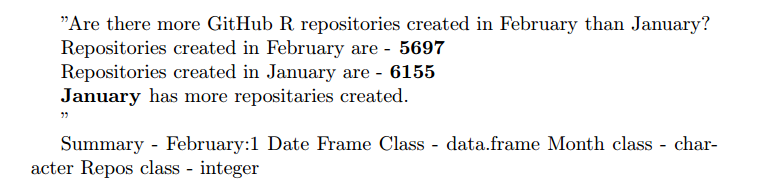 ”Are there more GitHub R repositories created in February than January?
Repositories created in February are - 5697
Repositories created in January are - 6155
January has more repositaries created.
”
Summary - February:1 Date Frame Class - data.frame Month class - char-
acter Repos class - integer